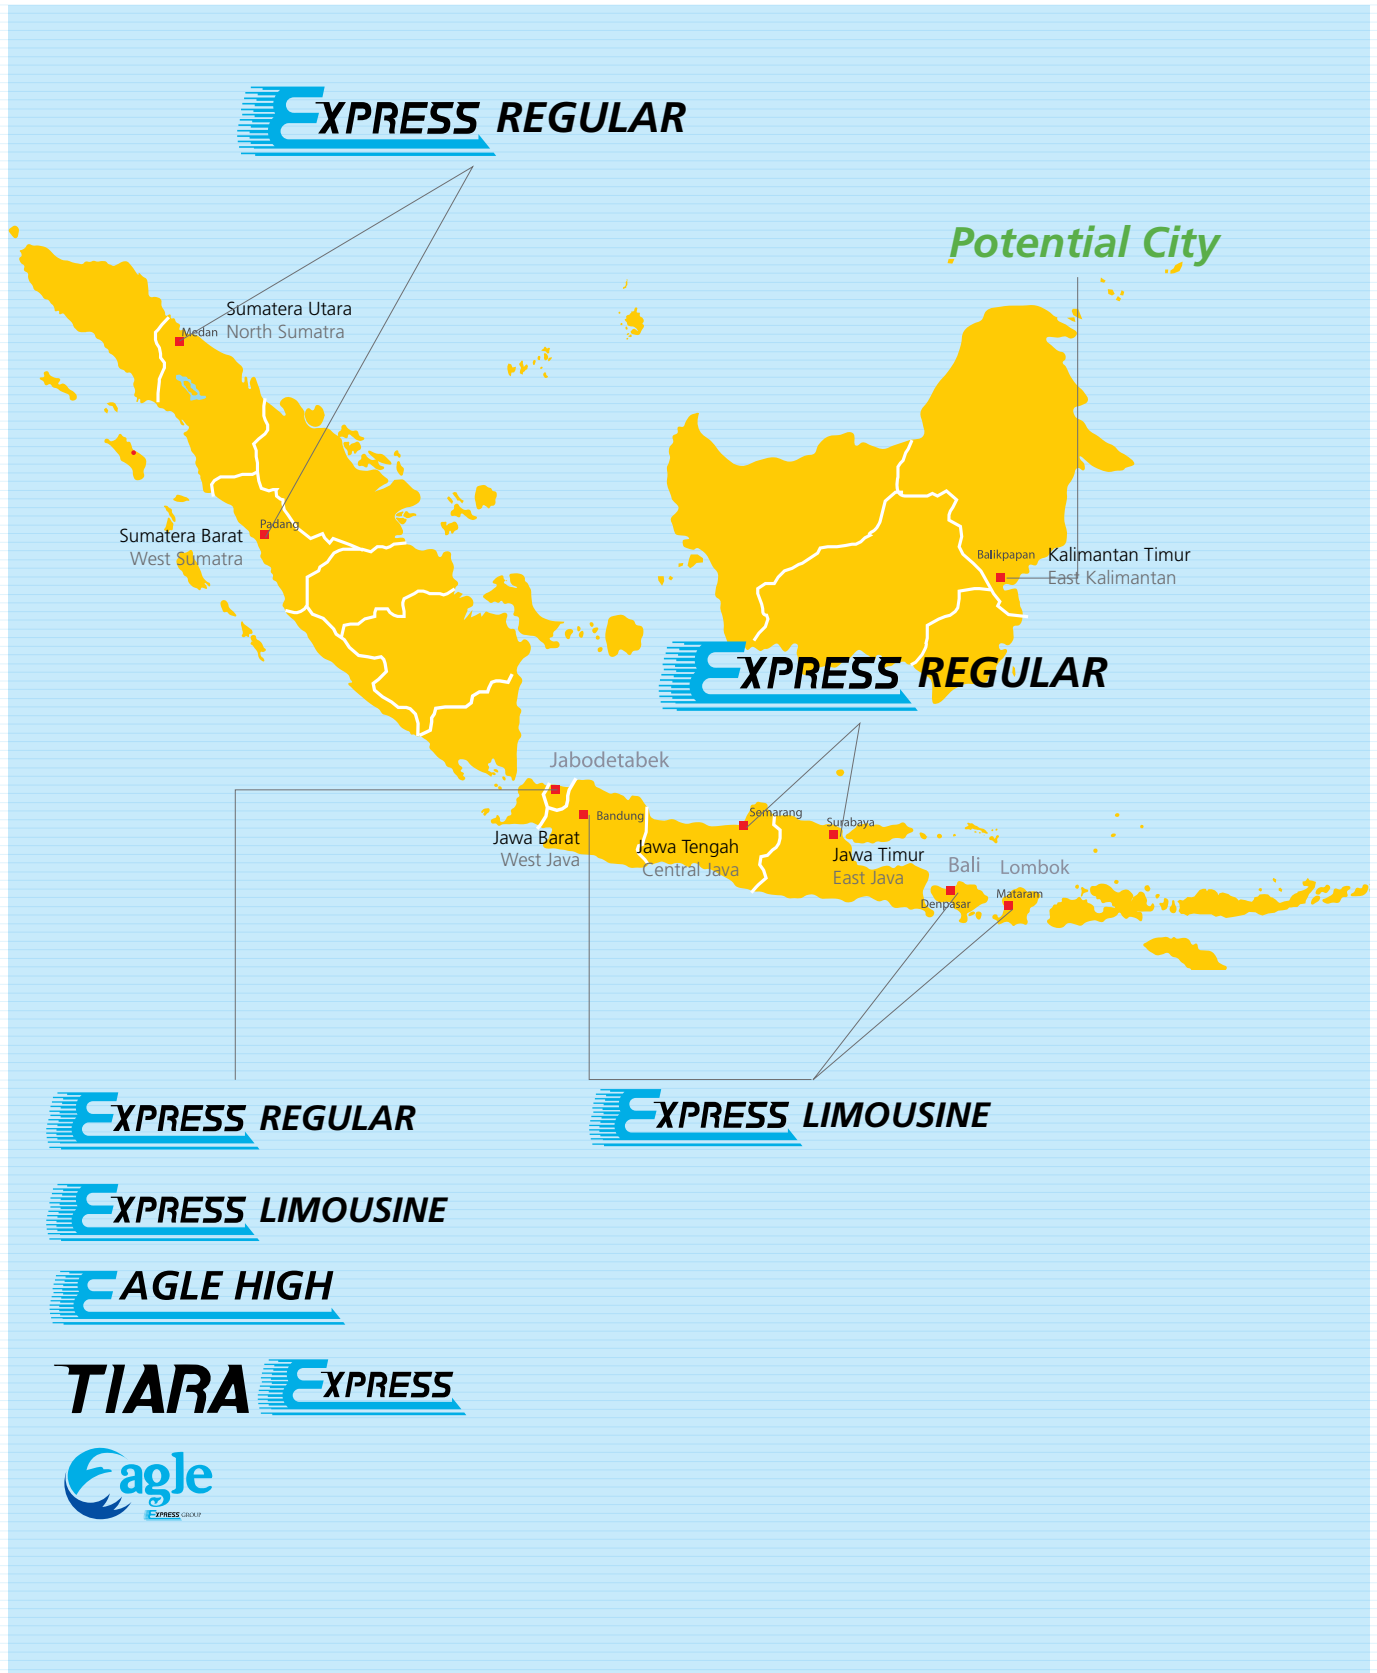 EXPRESS REGULAR
Potential City
Sumatera Utara
Medan
North Sumatra
Padang
Sumatera Barat
West Sumatra
Balikpapan
Kalimantan Timur
East Kalimantan
EXPRESS REGULAR
Jabodetabek
Bandung
Jawa Barat
West Java
Semarang
Jawa Tengah
Central Java
Surabaya
Jawa Timur
East Java
Bali
Lombok
Denpasar
Mataram
EXPRESS REGULAR
EXPRESS LIMOUSINE
EXPRESS LIMOUSINE
EAGLE HIGH
TIARA EXPRESS
Eagle
EXPRESS GROUP